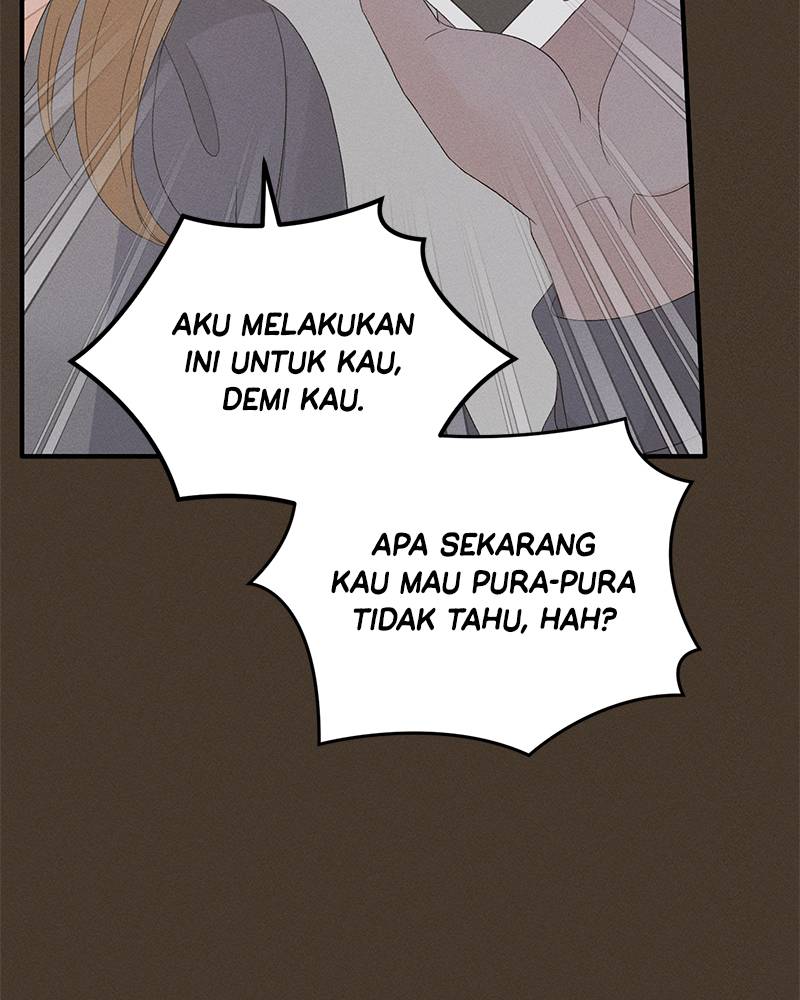 AKU MELAKUKAN
INI UNTUK KAU,
DEMI KAU.
APA SEKARANG
KAU MAU PURA-PURA
TIDAK TAHU, HAH?